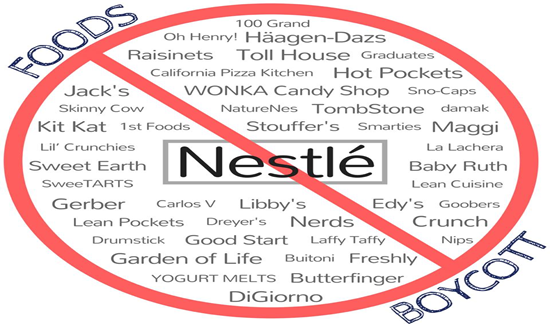 FOODS
100 Grand
Oh Henry! Häagen-Dazs
Raisinets Toll House Graduates
California Pizza Kitchen Hot Pockets
Jack's WONKA Candy Shop Sno-Caps
Skinny Cow NatureNes TombStone damak
Kit Kat 1st Foods Stouffer's Smarties Maggi
Lil' Crunchies La Lachera
Nestlé
Sweet Earth Baby Ruth
SweeTARTS Lean Cuisine
Gerber Carlos V Libby's Edy's Goobers
Lean Pockets Dreyer's Nerds Crunch
Drumstick Good Start Laffy Taffy Nips
Garden of Life Buitoni Freshly
YOGURT MELTS Butterfinger
DiGiorno
BOYCOTT